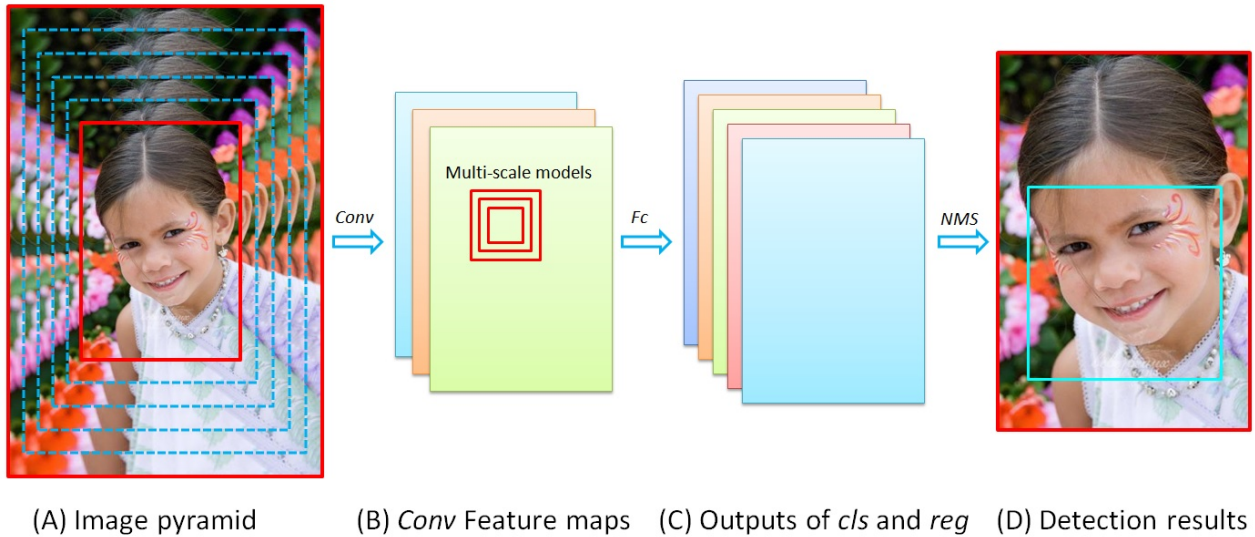 Multi-scale models
Conv
Fc
NMS
(A) Image pyramid
(B) Conv Feature maps
(C) Outputs of cls and reg
(D) Detection results